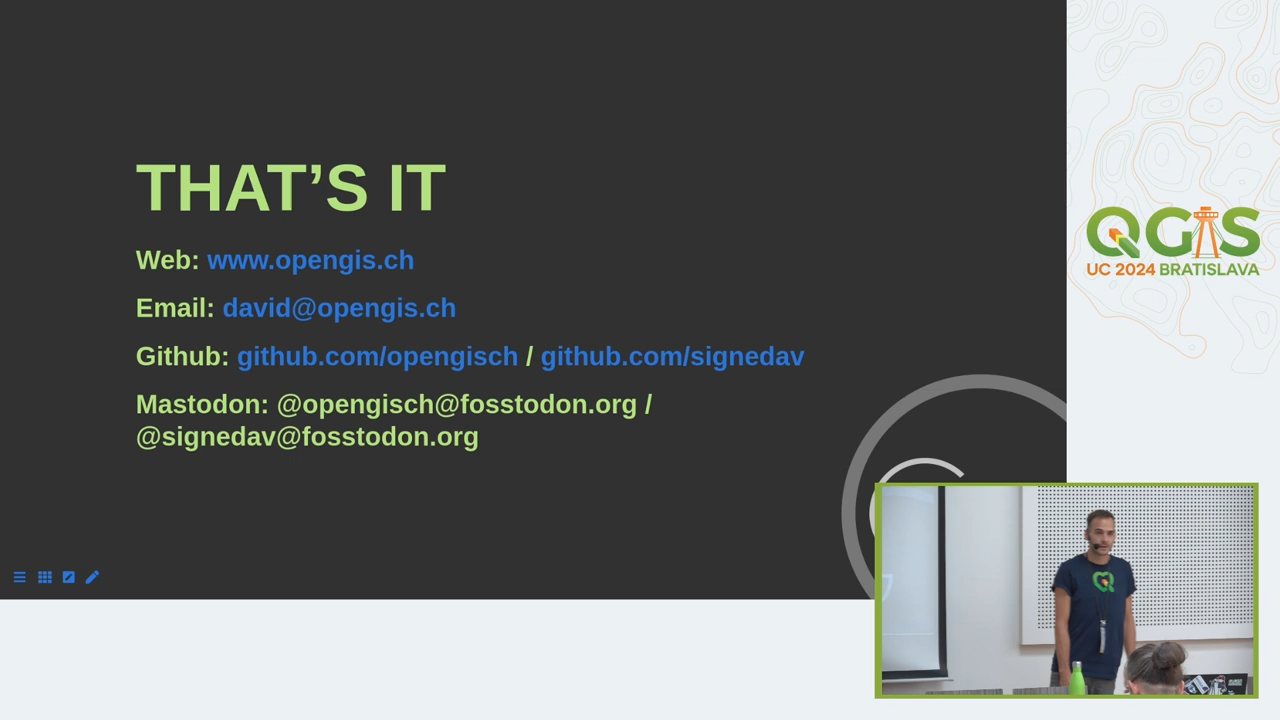 THAT’S IT
Web: www.opengis.ch
Email: david@opengis.ch
Github: github.com/opengisch / github.com/signedav
Mastodon: @opengisch@fosstodon.org /
@signedav@fosstodon.org
QGIS
UC 2024 BRATISLAVA